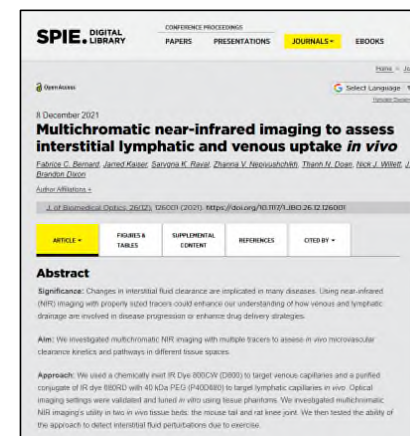 SPIE. DIGITAL LIBRARY
CONFERENCE PROCEEDINGS
PAPERS PRESENTATIONS JOURNALS EBOOKS
Home
Open Access
Select Language
8 December 2021
Multichromatic near-infrared imaging to assess
interstitial lymphatic and venous uptake in vivo
Fabrice C. Bernard, Jarred Kaiser, Sarvgna K. Raval, Zhanna V. Nepiyushchikh, Thanh N. Doan, Nick J. Willett, J.
Brandon Dixon
Author Affiliations +
J. of Biomedical Optics, 26(12), 126001 (2021). https://doi.org/10.1117/1.JBO.26.12.126001
ARTICLE FIGURES & TABLES SUPPLEMENTAL CONTENT REFERENCES CITED BY
Abstract
Significance: Changes in interstitial fluid clearance are implicated in many diseases. Using near-infrared
(NIR) imaging with properly sized tracers could enhance our understanding of how venous and lymphatic
drainage are involved in disease progression or enhance drug delivery strategies.
Aim: We investigated multichromatic NIR imaging with multiple tracers to assess in vivo microvascular
clearance kinetics and pathways in different tissue spaces.
Approach: We used a chemically inert IR Dye 800CW (D800) to target venous capillaries and a purified
conjugate of IR dye 680RD with 40 kDa PEG (P40D680) to target lymphatic capillaries in vivo. Optical
imaging settings were validated and tuned in vitro using tissue phantoms. We investigated multichromatic
NIR imaging's utility in two in vivo tissue beds: the mouse tail and rat knee joint. We then tested the ability of
the approach to detect interstitial fluid perturbations due to exercise.